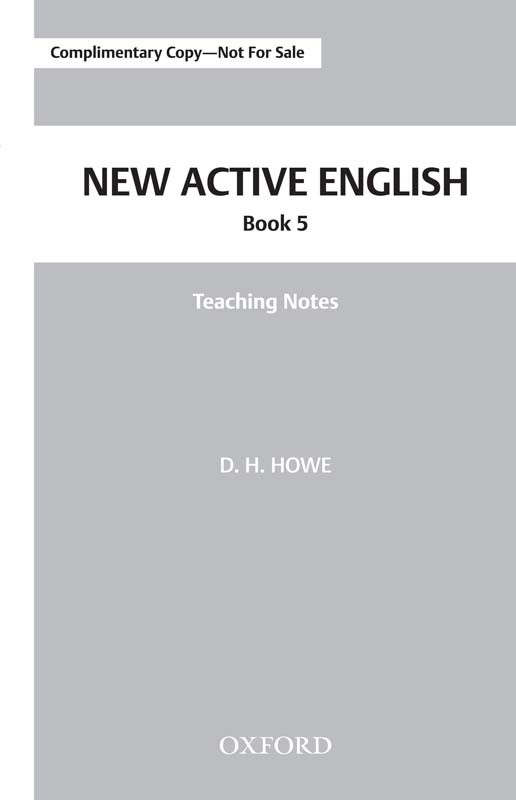 Complimentary Copy—Not For Sale
NEW ACTIVE ENGLISH
Book 5
Teaching Notes
D. H. HOWE
OXFORD